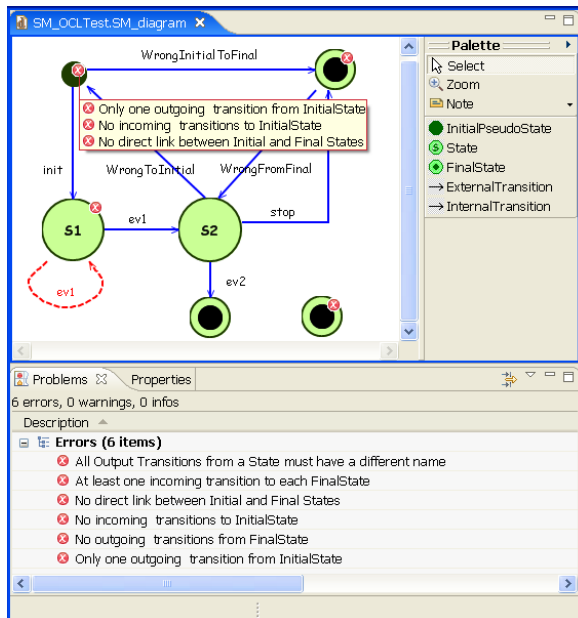 SM_OCLTest.SM_diagram
WrongInitialToFinal
Only one outgoing transition from InitialState
No incoming transitions to InitialState
No direct link between Initial and Final States
init
WrongToInitial
WrongFromFinal
S1
ev1
S2
stop
ev1
ev2
Palette
Select
Zoom
Note
InitialPseudoState
S State
FinalState
ExternalTransition
InternalTransition
Problems
Properties
6 errors, 0 warnings, 0 infos
Description
Errors (6 items)
All Output Transitions from a State must have a different name
At least one incoming transition to each FinalState
No direct link between Initial and Final States
No incoming transitions to InitialState
No outgoing transitions from FinalState
Only one outgoing transition from InitialState